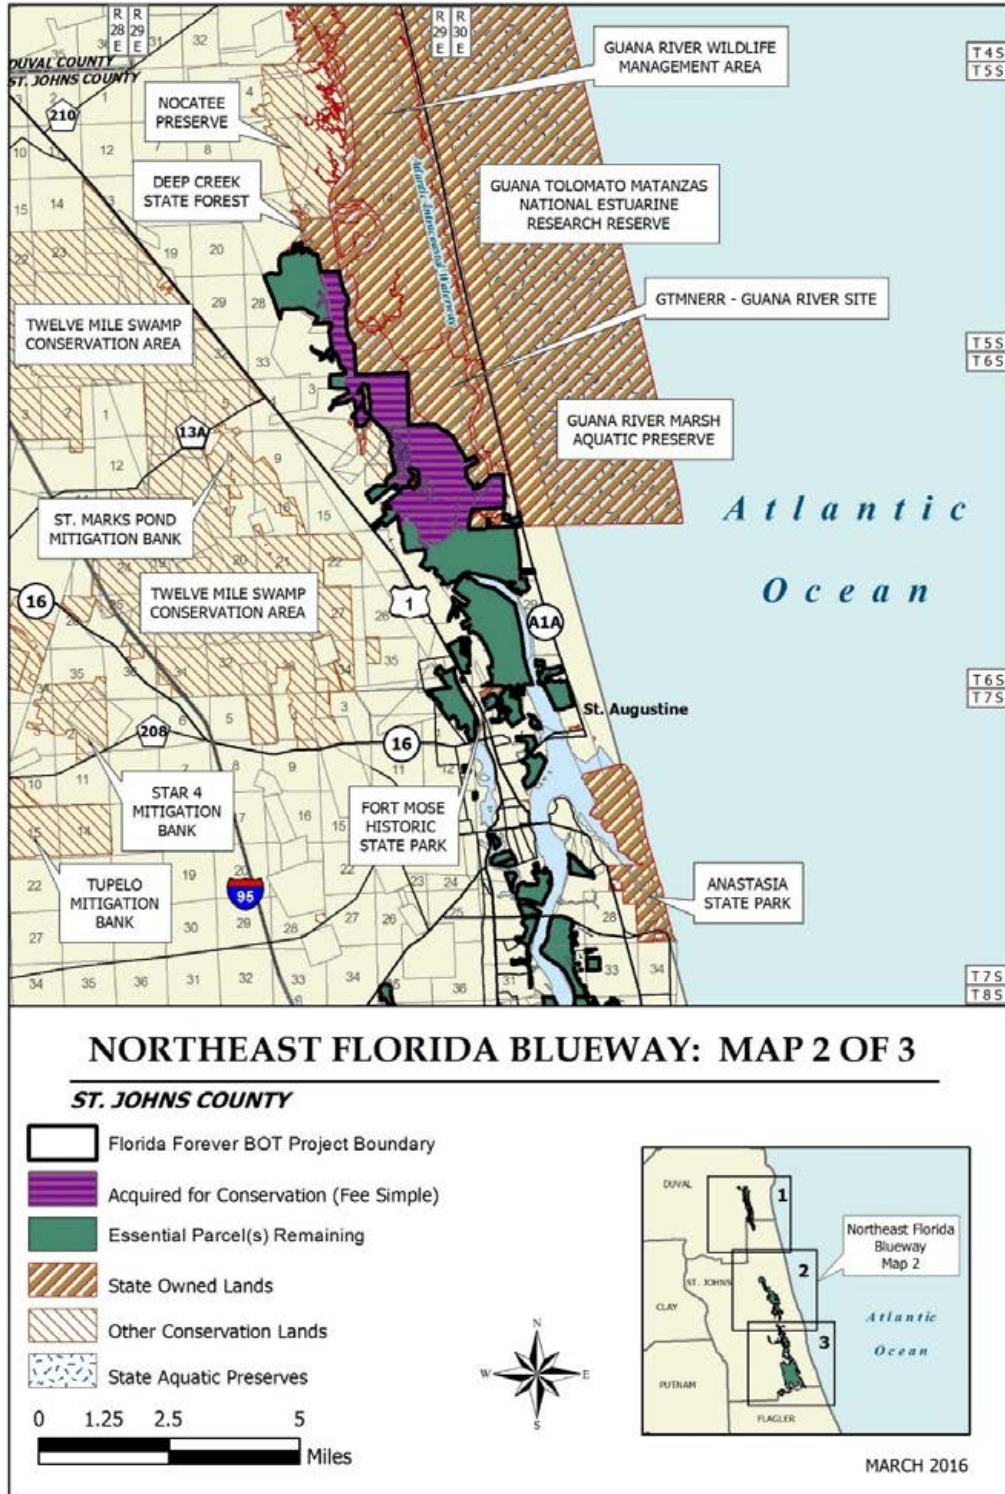 R
28
E
R
29
E
R
29
E
R
30
E
T4S
T5S
DUVAL COUNTY
ST. JOHNS COUNTY
210
GUANA RIVER WILDLIFE
MANAGEMENT AREA
NOCATEE
PRESERVE
DEEP CREEK
STATE FOREST
Atlantic Intracoastal Waterway
GUANA TOLOMATO MATANZAS
NATIONAL ESTUARINE
RESEARCH RESERVE
GTMNERR - GUANA RIVER SITE
TWELVE MILE SWAMP
CONSERVATION AREA
T5S
T6S
13A
GUANA RIVER MARSH
AQUATIC PRESERVE
ST. MARKS POND
MITIGATION BANK
Atlantic
Ocean
16
TWELVE MILE SWAMP
CONSERVATION AREA
1
A1A
T6S
T7S
St. Augustine
208
16
STAR 4
MITIGATION
BANK
FORT MOSE
HISTORIC
STATE PARK
TUPELO
MITIGATION
BANK
95
ANASTASIA
STATE PARK
T7S
T8S
NORTHEAST FLORIDA BLUEWAY: MAP 2 OF 3
ST. JOHNS COUNTY
Florida Forever BOT Project Boundary
Acquired for Conservation (Fee Simple)
Essential Parcel(s) Remaining
State Owned Lands
Other Conservation Lands
State Aquatic Preserves
0 1.25 2.5 5
Miles
N
W E
S
DUVAL
1
Northeast Florida
Blueway
Map 2
2
ST. JOHNS
CLAY
Atlantic
Ocean
3
PUTNAM
FLAGLER
MARCH 2016